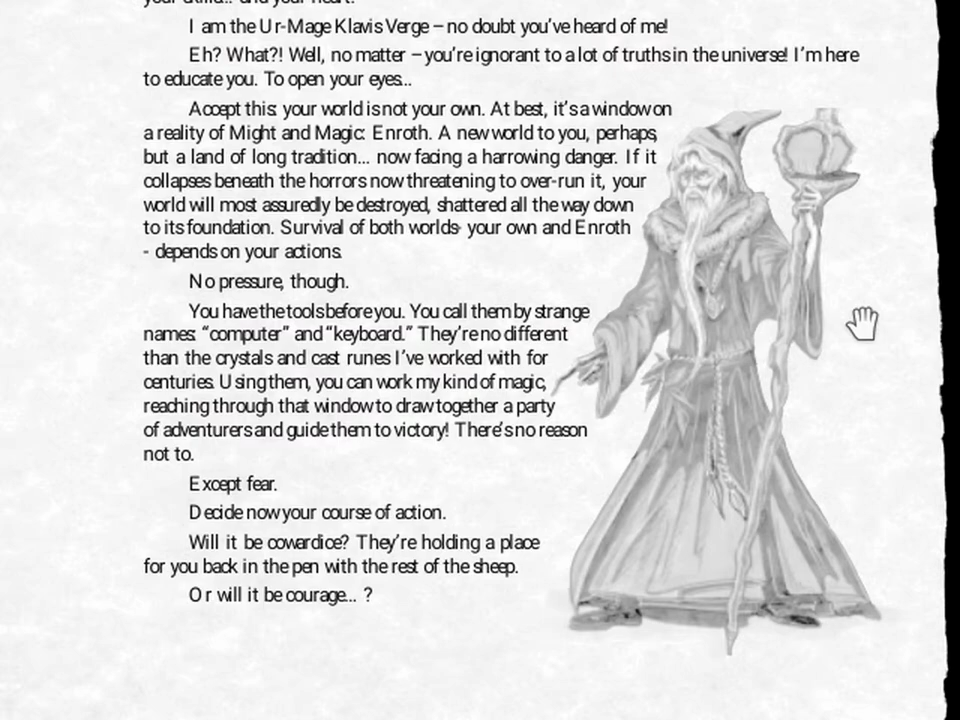 I am the Ur-Mage Klavis Verge – no doubt you've heard of me!
Eh? What?! Well, no matter – you're ignorant to a lot of truths in the universe! I'm here
to educate you. To open your eyes...
Accept this: your world is not your own. At best, it's a window on
a reality of Might and Magic: Enroth. A new world to you, perhaps,
but a land of long tradition... now facing a harrowing danger. If it
collapses beneath the horrors now threatening to over-run it, your
world will most assuredly be destroyed, shattered all the way down
to its foundation. Survival of both worlds- your own and Enroth
- depends on your actions.
No pressure, though.
You have the tools before you. You call them by strange
names: “computer” and “keyboard.” They're no different
than the crystals and cast runes I've worked with for
centuries. Using them, you can work my kind of magic,
reaching through that window to draw together a party
of adventurers and guide them to victory! There's no reason
not to.
Except fear.
Decide now your course of action.
Will it be cowardice? They're holding a place
for you back in the pen with the rest of the sheep.
Or will it be courage... ?